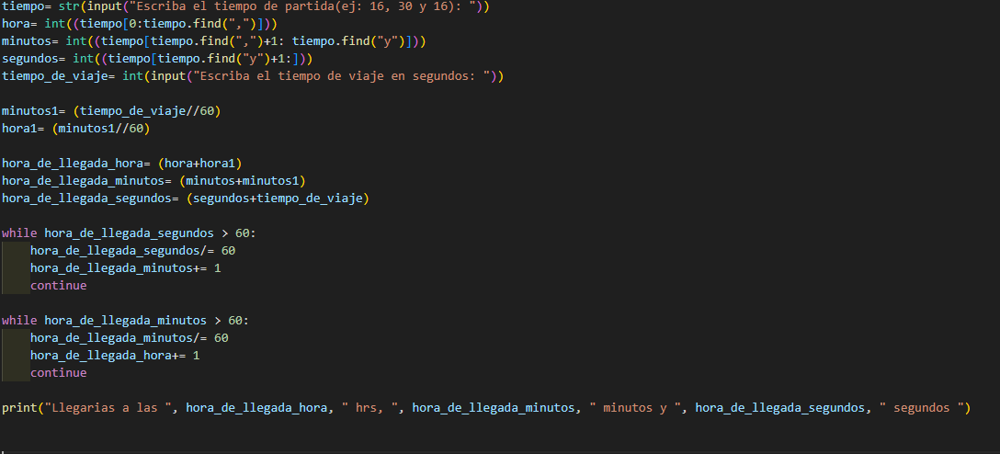 tiempo= str(input("Escriba el tiempo de partida(ej: 16, 30 y 16): "))
hora= int((tiempo[0:tiempo.find(",")]))
minutos= int((tiempo[tiempo.find(",")+1: tiempo.find("y")]))
segundos= int((tiempo[tiempo.find("y")+1:]))
tiempo_de_viaje= int(input("Escriba el tiempo de viaje en segundos: "))
minutos1= (tiempo_de_viaje//60)
hora1= (minutos1//60)
hora_de_llegada_hora= (hora+hora1)
hora_de_llegada_minutos= (minutos+minutos1)
hora_de_llegada_segundos= (segundos+tiempo_de_viaje)
while hora_de_llegada_segundos > 60:
    hora_de_llegada_segundos/= 60
    hora_de_llegada_minutos+= 1
    continue
while hora_de_llegada_minutos > 60:
    hora_de_llegada_minutos/= 60
    hora_de_llegada_hora+= 1
    continue
print("Llegarias a las ", hora_de_llegada_hora, " hrs, ", hora_de_llegada_minutos, " minutos y ", hora_de_llegada_segundos, " segundos ")